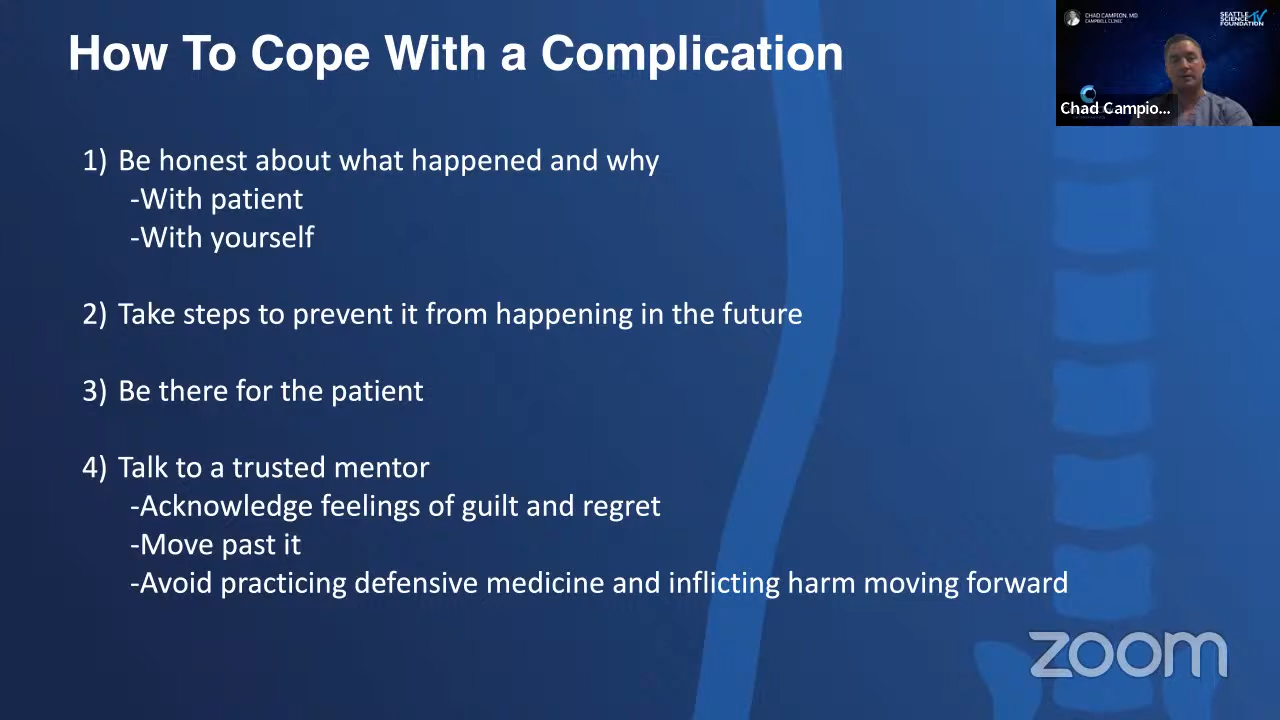 How To Cope With a Complication
CHAD CAMPION, MD
CAMPBELL CLINIC
SEATTLE
SCIENCE TV
FOUNDATION
Chad Campio...
1) Be honest about what happened and why
-With patient
-With yourself
2) Take steps to prevent it from happening in the future
3) Be there for the patient
4) Talk to a trusted mentor
-Acknowledge feelings of guilt and regret
-Move past it
-Avoid practicing defensive medicine and inflicting harm moving forward
zoom